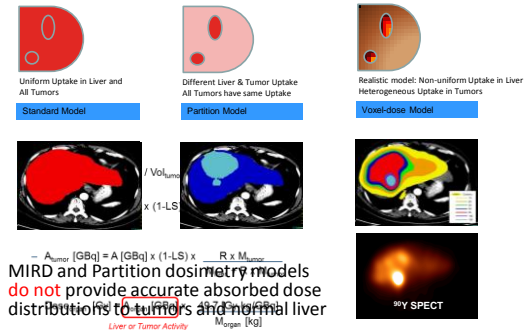 Uniform Uptake in Liver and
All Tumors
Different Liver & Tumor Uptake
All Tumors have same Uptake
Realistic model: Non-uniform Uptake in Liver
Heterogeneous Uptake in Tumors
Standard Model
Partition Model
Voxel-dose Model
/ Vol
x (1-LS)
– A tumor [GBq] = A [GBq] x (1-LS) x R x M tumor
MIRD and Partition dosimetry models
do not provide accurate absorbed dose
distributions to tumors and normal liver
M organ [kg]
Liver or Tumor Activity
90Y SPECT